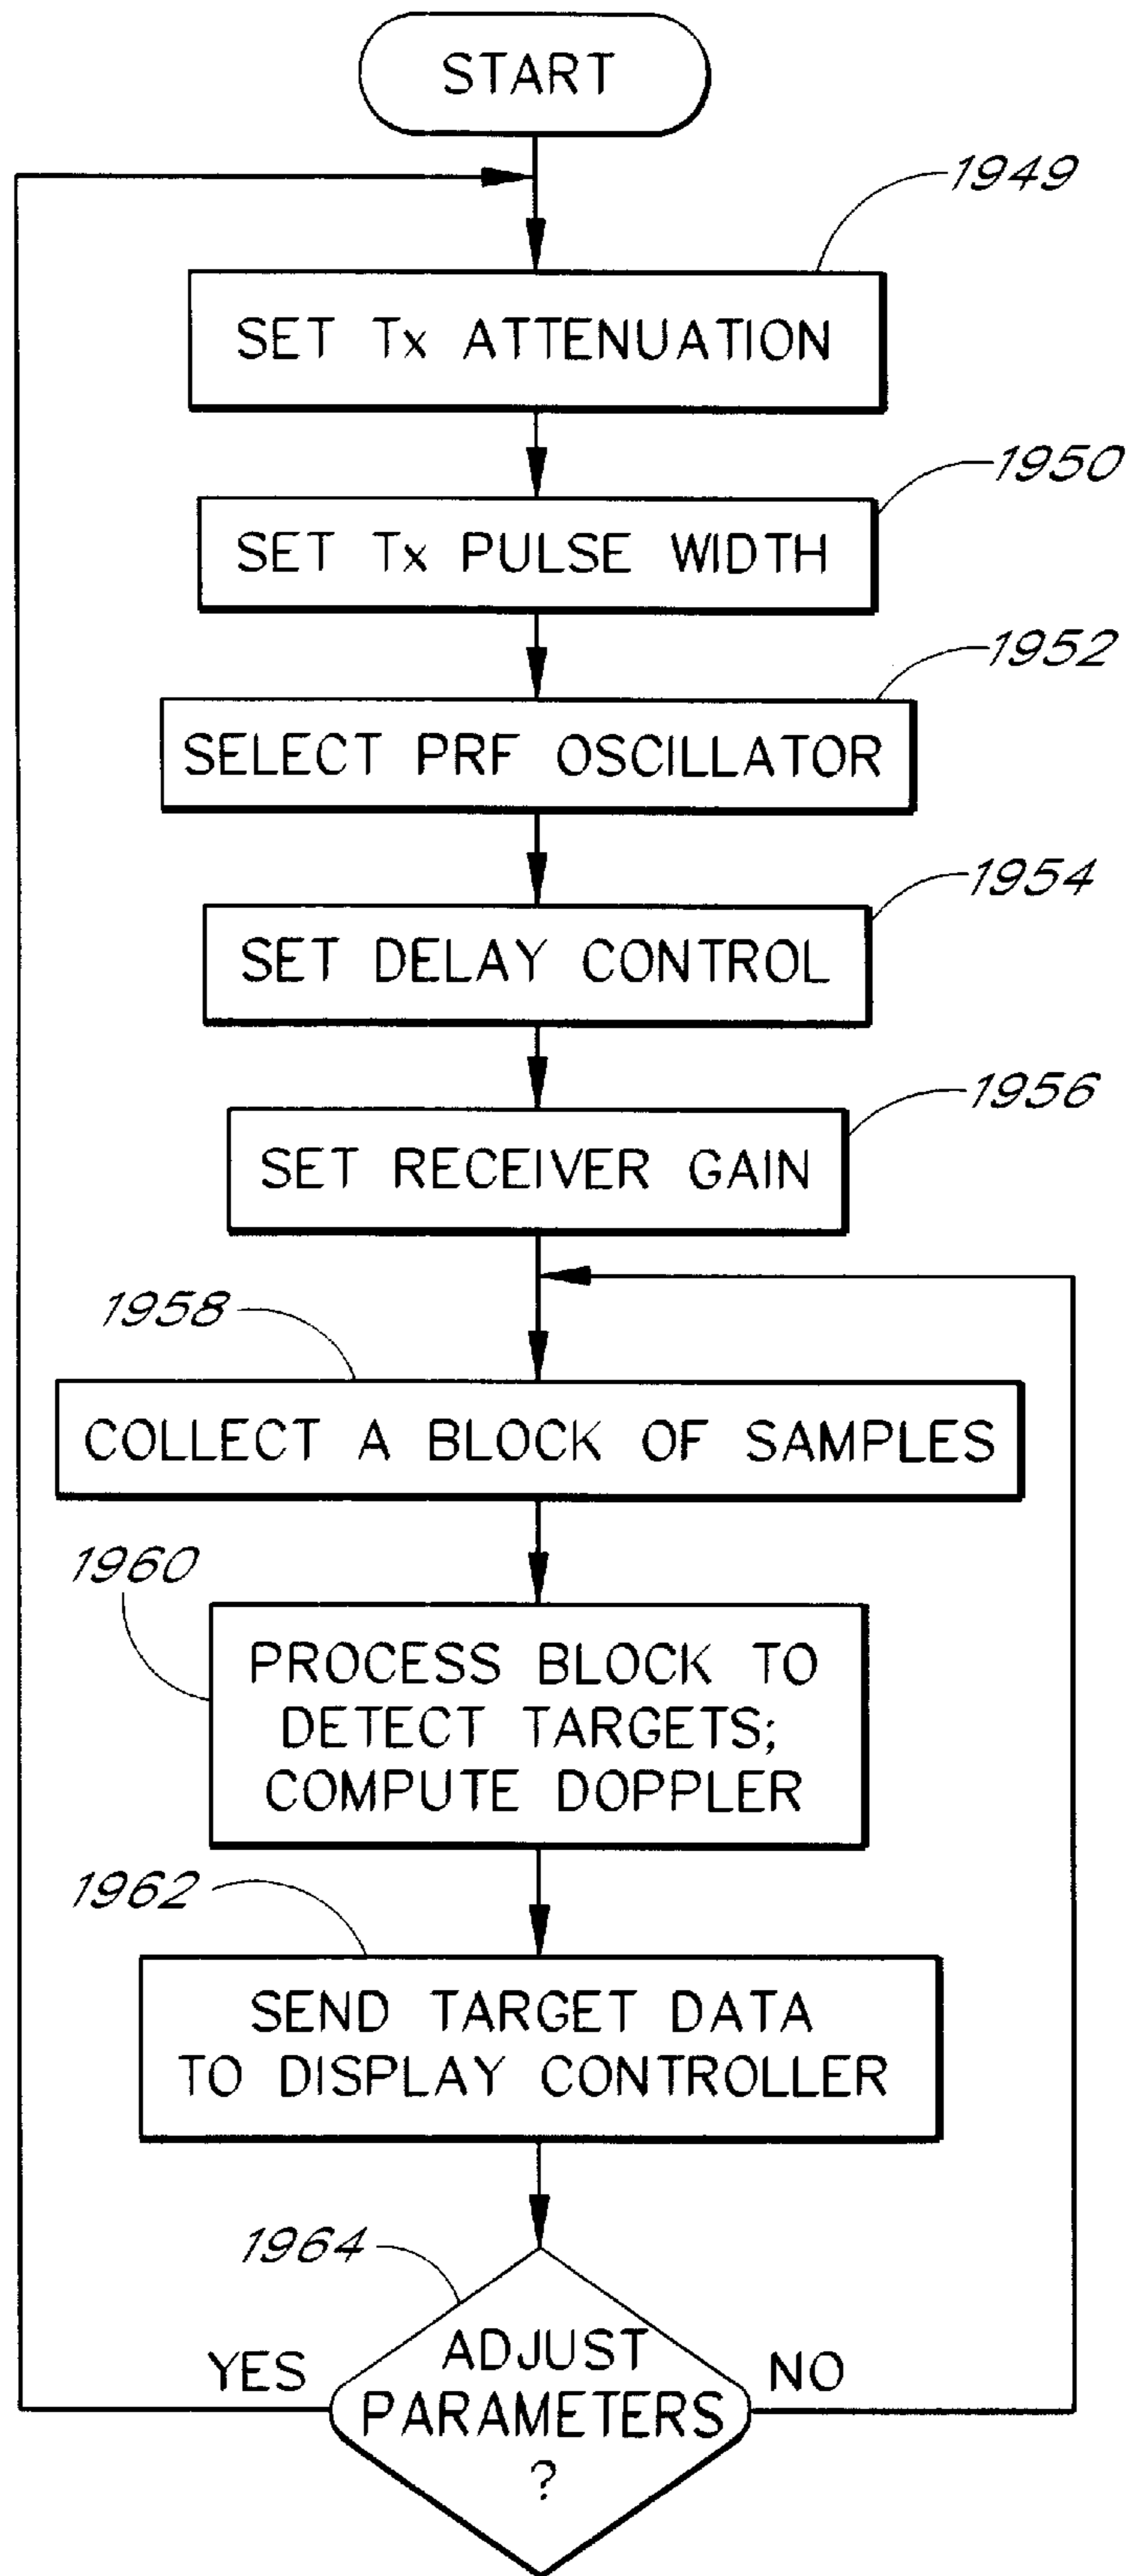 START
1949
SET Tx ATTENUATION
1950
SET Tx PULSE WIDTH
1952
SELECT PRF OSCILLATOR
1954
SET DELAY CONTROL
1956
SET RECEIVER GAIN
1958
COLLECT A BLOCK OF SAMPLES
1960
PROCESS BLOCK TO
DETECT TARGETS;
COMPUTE DOPPLER
1962
SEND TARGET DATA
TO DISPLAY CONTROLLER
1964
YES
ADJUST
PARAMETERS
?
NO